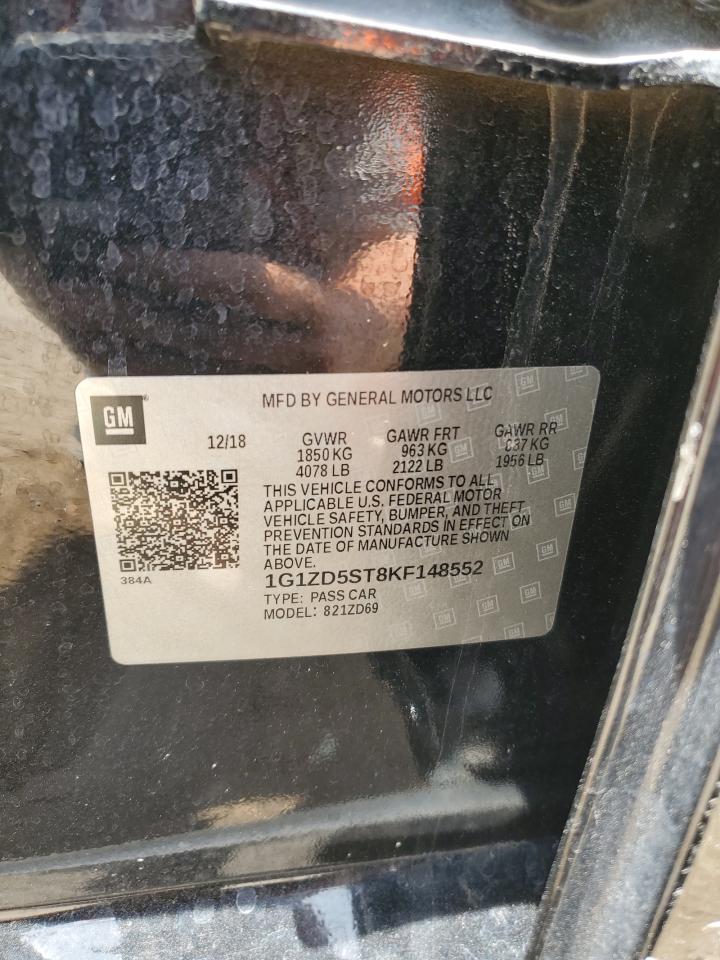 GM
MFD BY GENERAL MOTORS LLC
12/18 GVWR GAWR FRT GAWR RR
1850 KG 963 KG 887 KG
4078 LB 2122 LB 1956 LB
THIS VEHICLE CONFORMS TO ALL
APPLICABLE U.S. FEDERAL MOTOR
VEHICLE SAFETY, BUMPER, AND THEFT
PREVENTION STANDARDS IN EFFECT ON
THE DATE OF MANUFACTURE SHOWN
ABOVE.
384A
1G1ZD5ST8KF148552
TYPE: PASS CAR
MODEL: 821ZD69